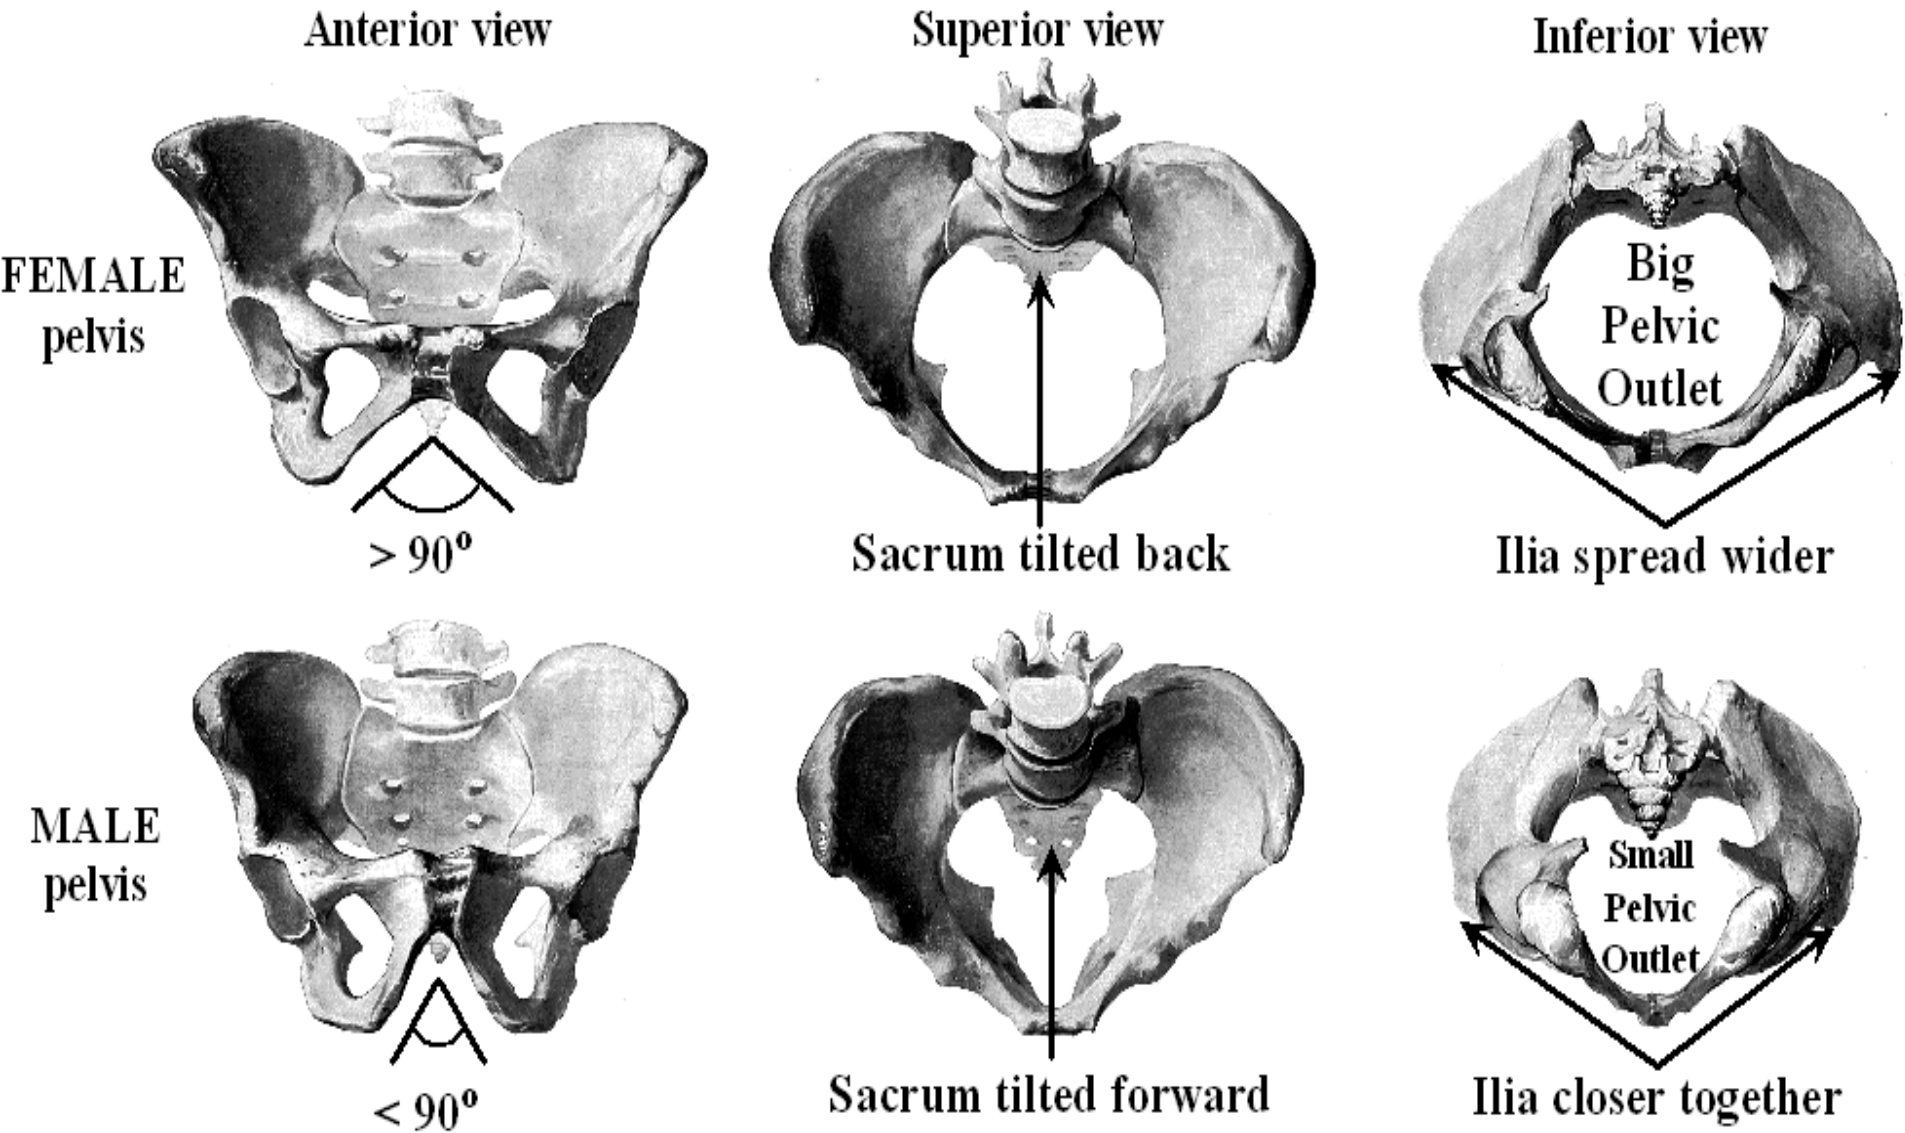 Anterior view
Superior view
Inferior view
FEMALE
pelvis
Big
Pelvic
Outlet
> 90º
Sacrum tilted back
Ilia spread wider
MALE
pelvis
Small
Pelvic
Outlet
< 90º
Sacrum tilted forward
Ilia closer together